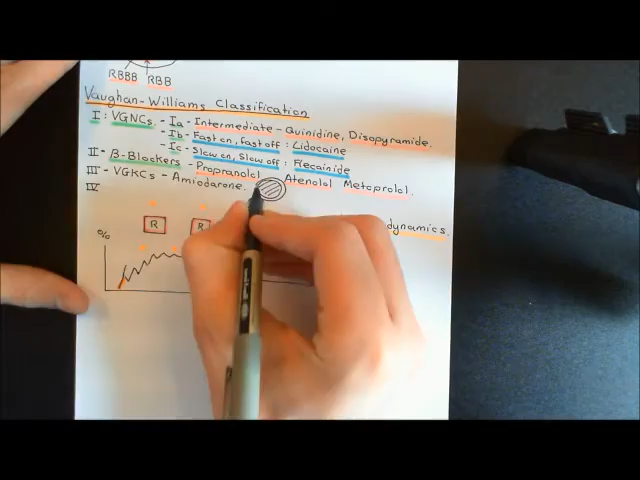 RBBB RBB
Vaughan-Williams Classification
I: VGNCs. - Ia - Intermediate - Quinidine, Disopyramide.
- Ib - Fast on, fast off: Lidocaine
- Ic - Slow on, Slow off: Flecainide
II - β-Blockers - Propranolol Atenolol Metoprolol.
III - VGKCs - Amiodarone.
IV
dynamics.
R R
%